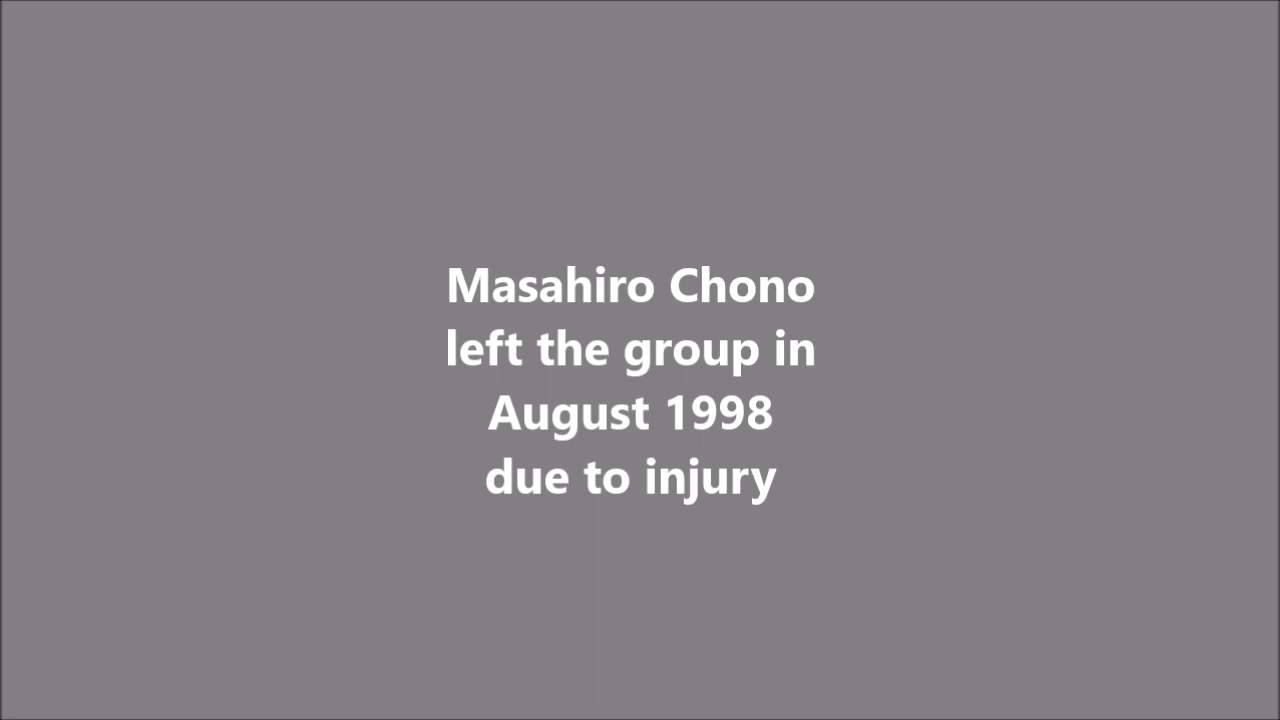 Masahiro Chono
left the group in
August 1998
due to injury